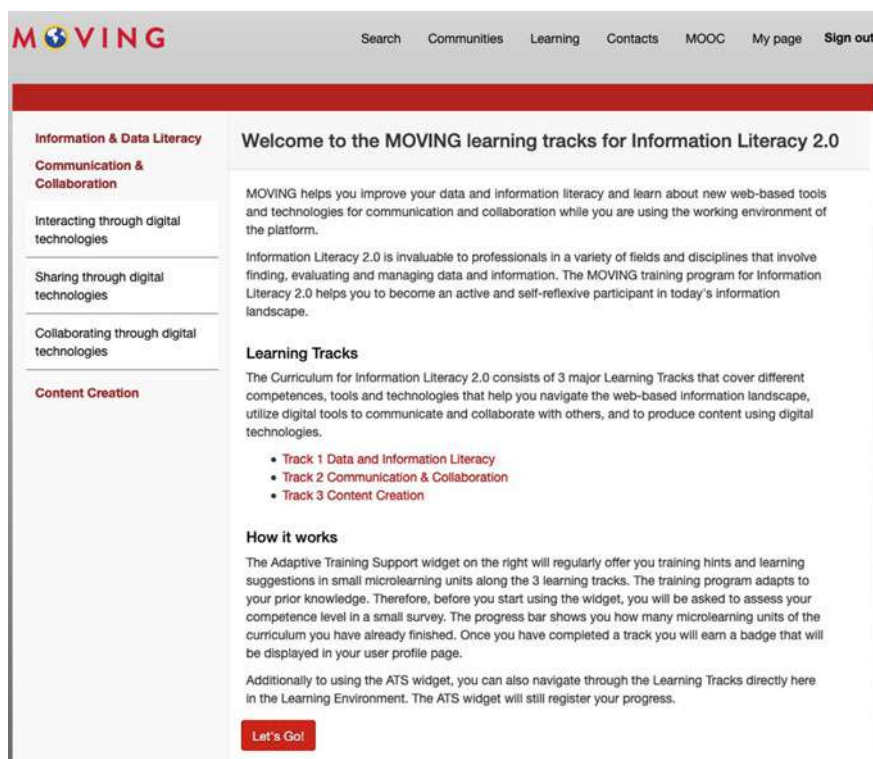 MOVING
Search Communities Learning Contacts MOOC My page Sign out
Information & Data Literacy
Communication &
Collaboration
Interacting through digital
technologies
Sharing through digital
technologies
Collaborating through digital
technologies
Content Creation
Welcome to the MOVING learning tracks for Information Literacy 2.0
MOVING helps you improve your data and information literacy and learn about new web-based tools
and technologies for communication and collaboration while you are using the working environment of
the platform.
Information Literacy 2.0 is invaluable to professionals in a variety of fields and disciplines that involve
finding, evaluating and managing data and information. The MOVING training program for Information
Literacy 2.0 helps you to become an active and self-reflexive participant in today's information
landscape.
Learning Tracks
The Curriculum for Information Literacy 2.0 consists of 3 major Learning Tracks that cover different
competences, tools and technologies that help you navigate the web-based information landscape,
utilize digital tools to communicate and collaborate with others, and to produce content using digital
technologies.
• Track 1 Data and Information Literacy
• Track 2 Communication & Collaboration
• Track 3 Content Creation
How it works
The Adaptive Training Support widget on the right will regularly offer you training hints and learning
suggestions in small microlearning units along the 3 learning tracks. The training program adapts to
your prior knowledge. Therefore, before you start using the widget, you will be asked to assess your
competence level in a small survey. The progress bar shows you how many microlearning units of the
curriculum you have already finished. Once you have completed a track you will earn a badge that will
be displayed in your user profile page.
Additionally to using the ATS widget, you can also navigate through the Learning Tracks directly here
in the Learning Environment. The ATS widget will still register your progress.
Let's Go!